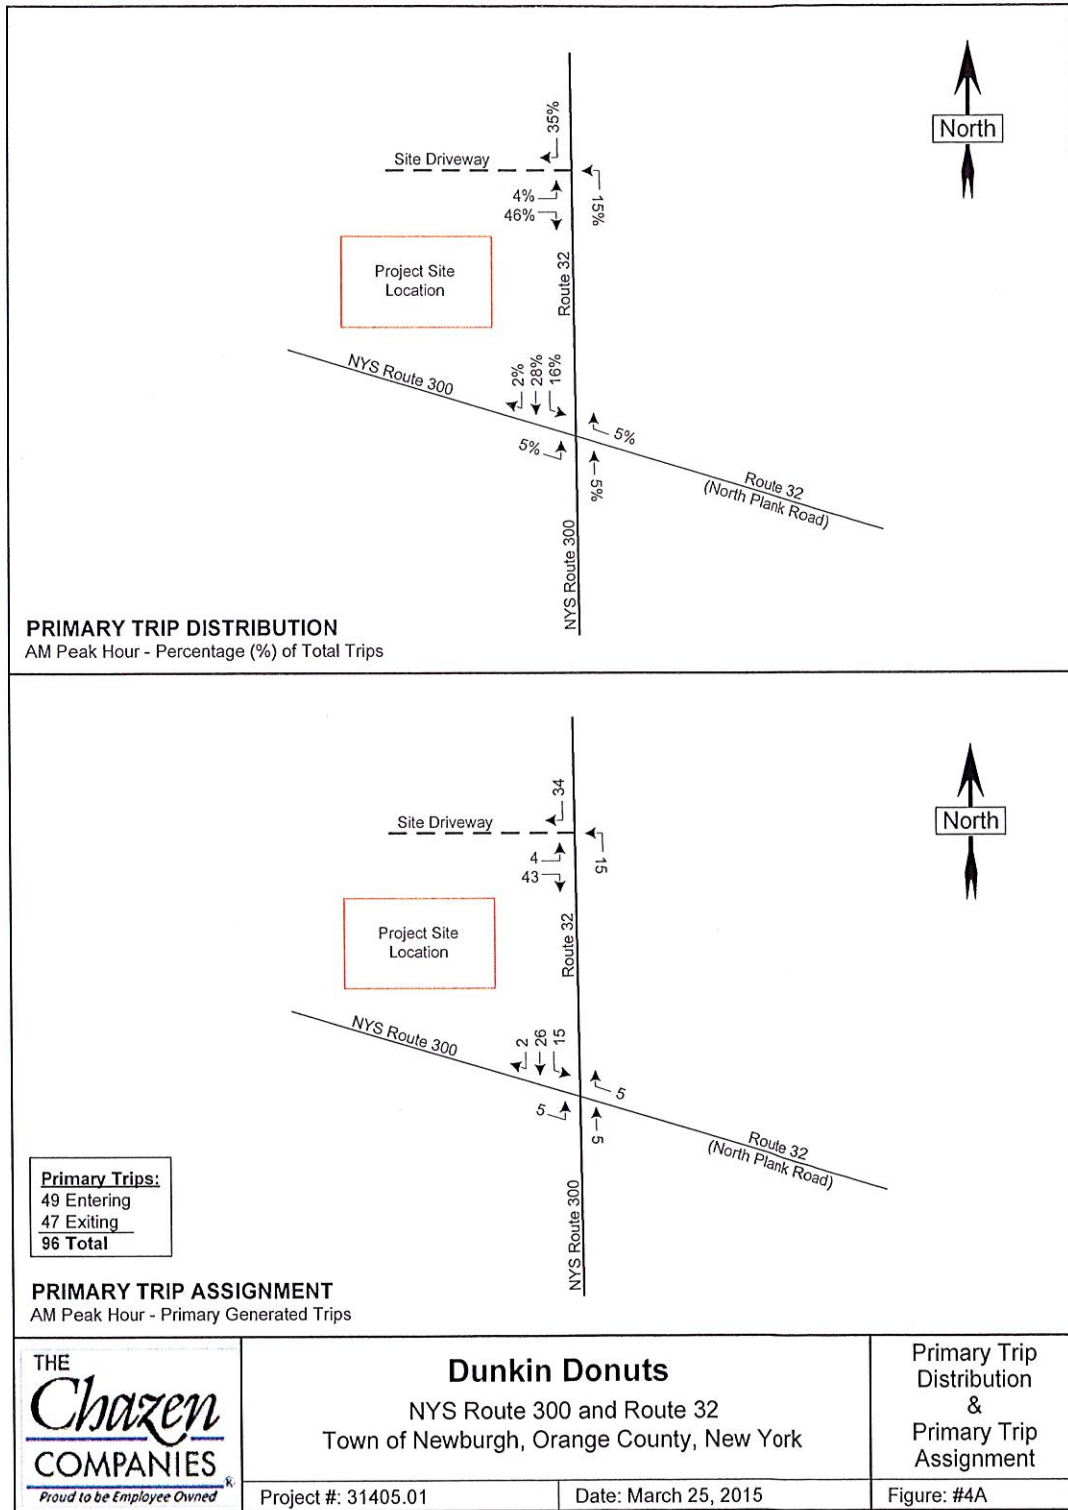 North
35%
Site Driveway
4%
46%
15%
Project Site
Location
Route 32
NYS Route 300
2%
28%
16%
5%
5%
5%
Route 32
(North Plank Road)
NYS Route 300
PRIMARY TRIP DISTRIBUTION
AM Peak Hour - Percentage (%) of Total Trips
North
34
Site Driveway
4
43
15
Project Site
Location
Route 32
NYS Route 300
2
26
15
5
5
5
Route 32
(North Plank Road)
NYS Route 300
Primary Trips:
49 Entering
47 Exiting
96 Total
PRIMARY TRIP ASSIGNMENT
AM Peak Hour - Primary Generated Trips
THE
Chazen
COMPANIES®
Proud to be Employee Owned
Dunkin Donuts
NYS Route 300 and Route 32
Town of Newburgh, Orange County, New York
Project #: 31405.01
Date: March 25, 2015
Primary Trip
Distribution
&
Primary Trip
Assignment
Figure: #4A